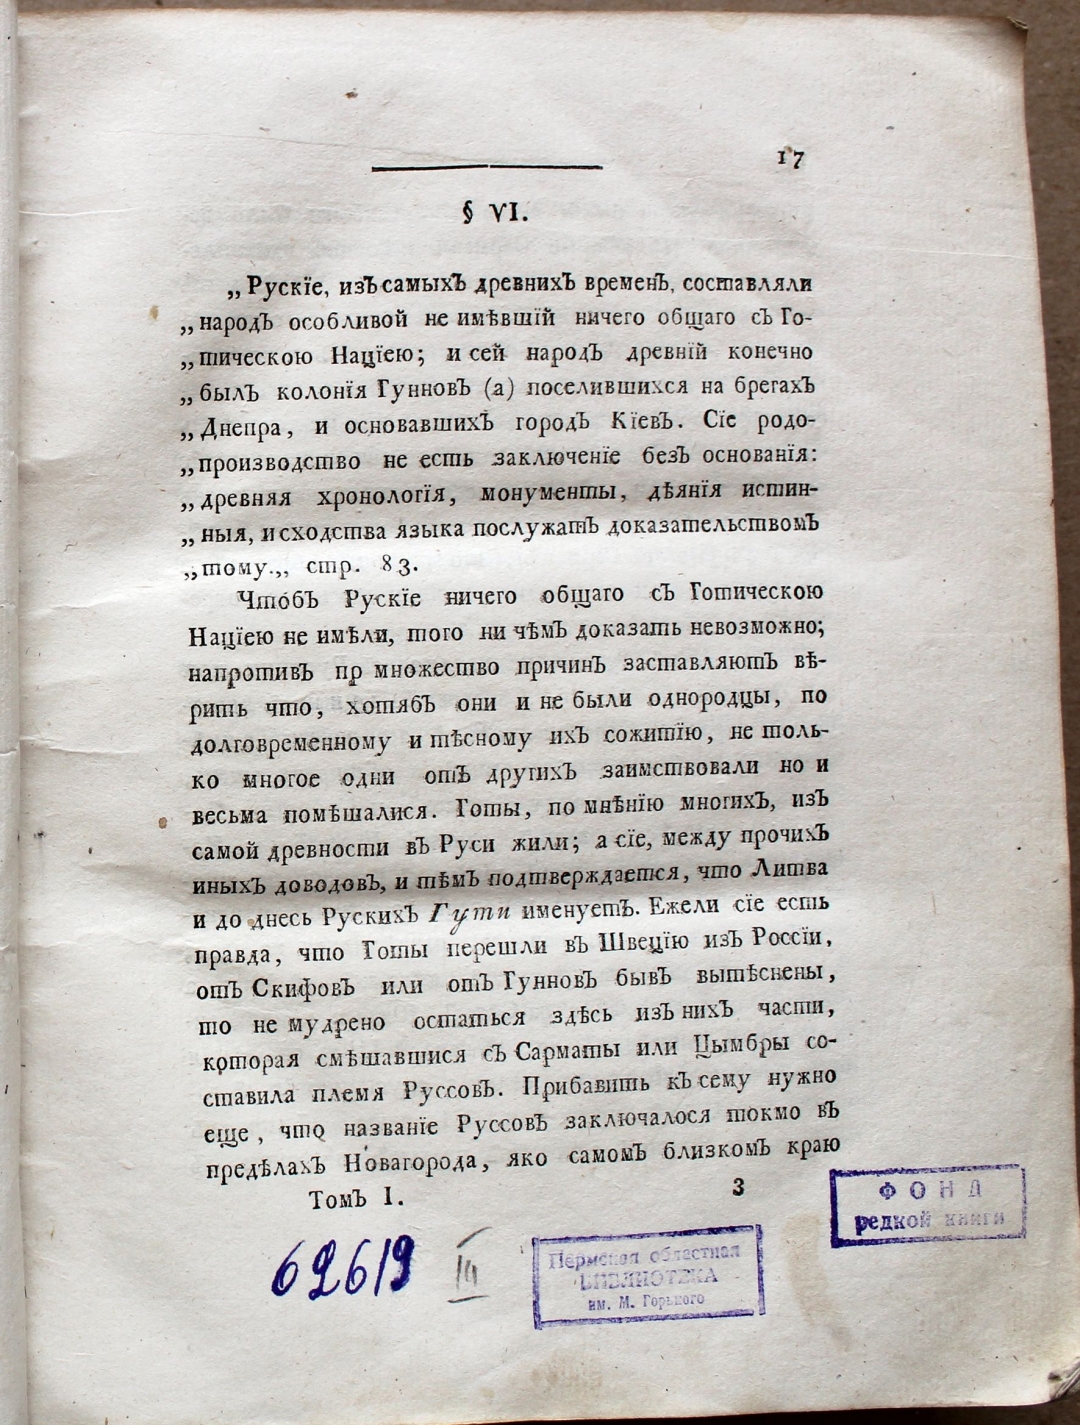 17
§ VI.
„Рускїе, изъ самыхъ древнихъ временъ, составляли
„народъ особливой не имѣвшїй ничего общаго съ Го-
„тическою Нацїею; и сей народъ древнїй конечно
„былъ колонїя Гунновъ (а) поселившихся на брегахъ
„Днепра, и основавшихъ городъ Кїевъ. Сїе родо-
„производство не есть заключенїе безъ основанїя:
„древняя хронологїя, монументы, дѣянїя истин-
„ныя, и сходства языка послужатъ доказательствомъ
„тому.„ стр. 83.
Чтобъ Рускїе ничего общаго съ Готическою
Нацїею не имѣли, того ни чѣмъ доказать невозможно;
напротивъ пр множество причинъ заставляютъ вѣ-
рить что, хотябъ они и не были однородцы, по
долговременному и тѣсному ихъ сожитїю, не толь-
ко многое одни отъ другихъ заимствовали но и
весьма помѣшалися. Готы, по мнѣнїю многихъ, изъ
самой древности въ Руси жили; а сїе, между прочихъ
иныхъ доводовъ, и тѣмъ подтверждается, что Литва
и до днесь Рускихъ Гути именуетъ. Ежели сїе есть
правда, что Готы перешли въ Швецїю изъ Россїи,
отъ Скифовъ или отъ Гунновъ бывъ вытѣснены,
то не мудрено остаться здѣсь изъ нихъ части,
которая смѣшавшися съ Сарматы или Цымбры со-
ставила племя Руссовъ. Прибавить къ сему нужно
еще, что названїе Руссовъ заключалося токмо въ
предѣлахъ Новагорода, яко самомъ близкомъ краю
Томъ I. 3
ФОНД
редкой книги
62619
Пермская областная
БИБЛИОТЕКА
им. М. Горького